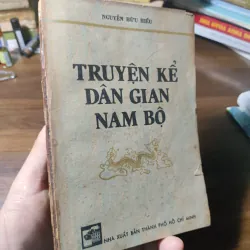 NGUYỄN HỮU HIẾU
TRUYỆN KỂ
DÂN GIAN
NAM BỘ
NHÀ XUẤT BẢN THÀNH PHỐ HỒ CHÍ MINH